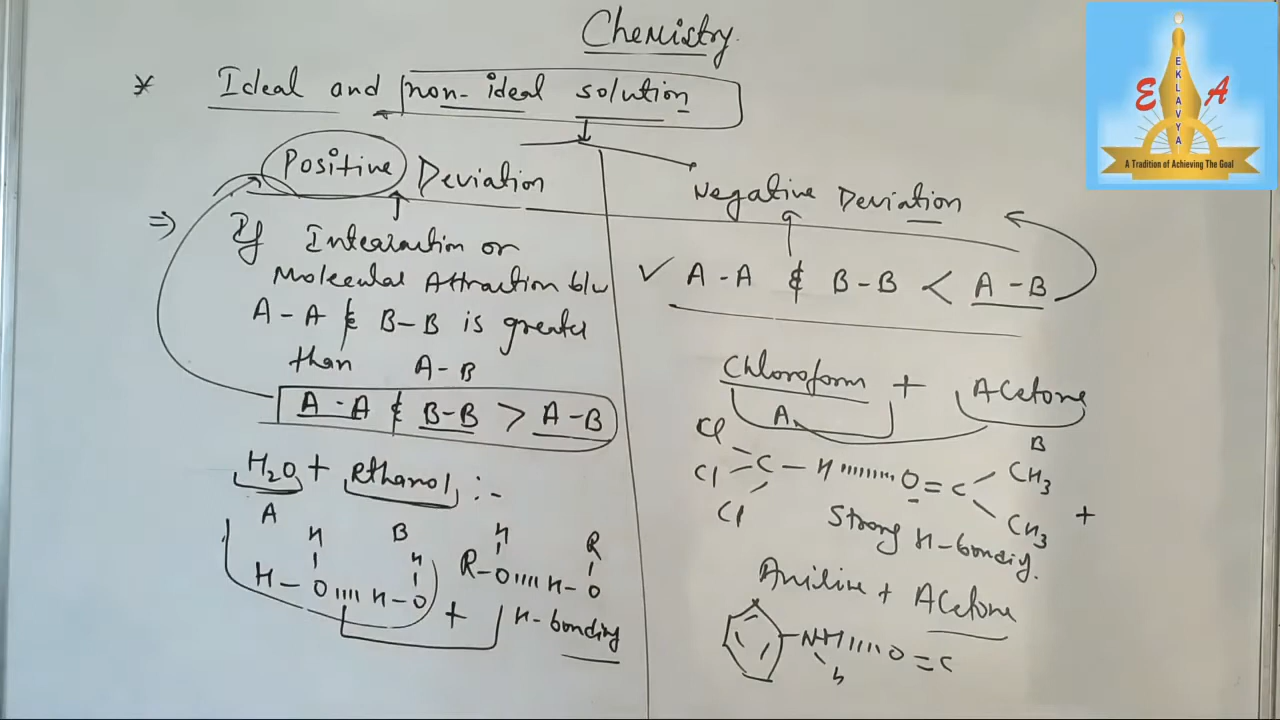 Chemistry.
* Ideal and non-ideal solution
Positive Deviation
⇒ If Interaction or
Molecular Attraction b/w
A-A & B-B is greater
than A-B
A-A & B-B > A-B
H₂O + Ethanol :-
A B
H H
H-O····H-O +
H R
R-O····H-O
H-bonding
Negative Deviation
✓ A-A & B-B < A-B
Chloroform + Acetone
A B
Cl
Cl C-H········O=C CH₃
Cl CH₃
Strong H-bonding. +
Aniline + Acetone
NH····O=C
H
E A
EKLAVYA
A Tradition of Achieving The Goal